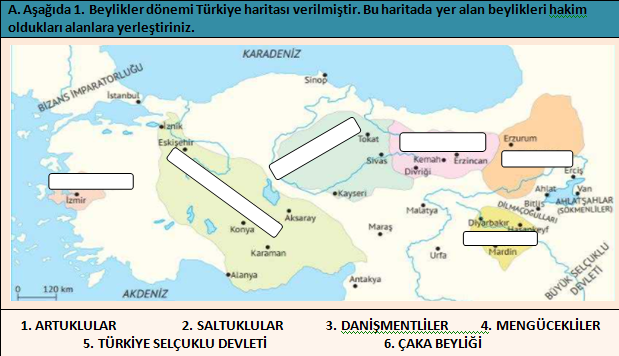 A. Aşağıda 1. Beylikler dönemi Türkiye haritası verilmiştir. Bu haritada yer alan beylikleri hakim
oldukları alanlara yerleştiriniz.
KARADENİZ
BİZANS İMPARATORLUĞU
Sinop
İstanbul
İznik
Eskişehir
Tokat
Sivas
Erzurum
Kemah
Erzincan
Divriği
Erciş
İzmir
Kayseri
Ahlat
Van
AHLATŞAHLAR
(SÖKMENLİLER)
Bitlis
DİLMAÇOĞULLARI
Malatya
Aksaray
Konya
Diyarbakır
Hasankeyf
Maraş
Karaman
Mardin
Urfa
Alanya
Antakya
BÜYÜK SELÇUKLU
DEVLETİ
0 120 km
AKDENİZ
1. ARTUKLULAR 2. SALTUKLULAR 3. DANİŞMENTLİLER 4. MENGÜCEKLİLER
5. TÜRKİYE SELÇUKLU DEVLETİ 6. ÇAKA BEYLİĞİ